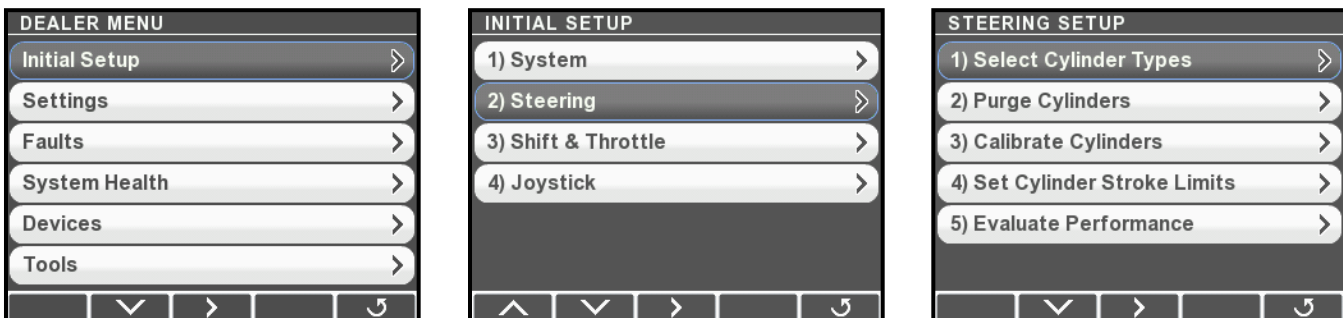 DEALER MENU
Initial Setup
Settings
Faults
System Health
Devices
Tools
INITIAL SETUP
1) System
2) Steering
3) Shift & Throttle
4) Joystick
STEERING SETUP
1) Select Cylinder Types
2) Purge Cylinders
3) Calibrate Cylinders
4) Set Cylinder Stroke Limits
5) Evaluate Performance